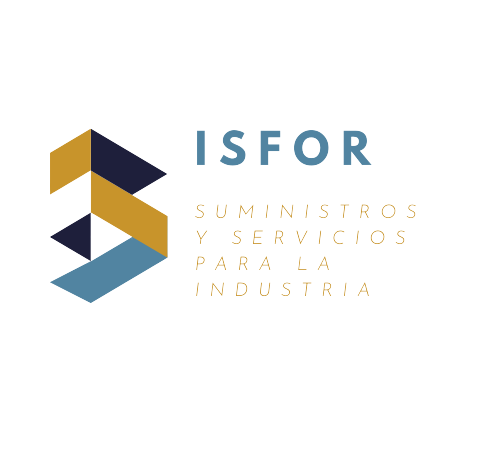 ISFOR
SUMINISTROS
Y SERVICIOS
PARA LA
INDUSTRIA